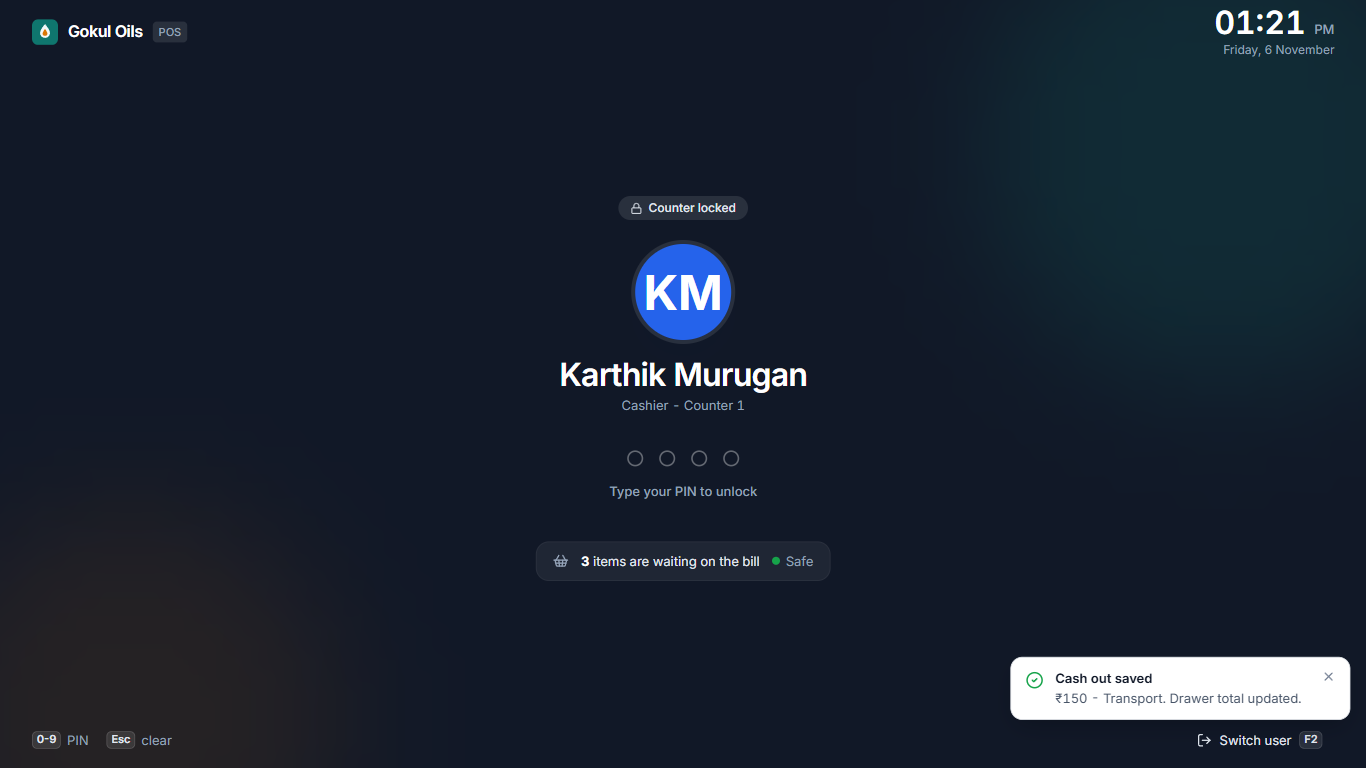 Gokul Oils POS
01:21 PM
Friday, 6 November
Counter locked
KM
Karthik Murugan
Cashier - Counter 1
Type your PIN to unlock
3 items are waiting on the bill Safe
Cash out saved
₹150 - Transport. Drawer total updated.
0-9 PIN Esc clear
Switch user F2